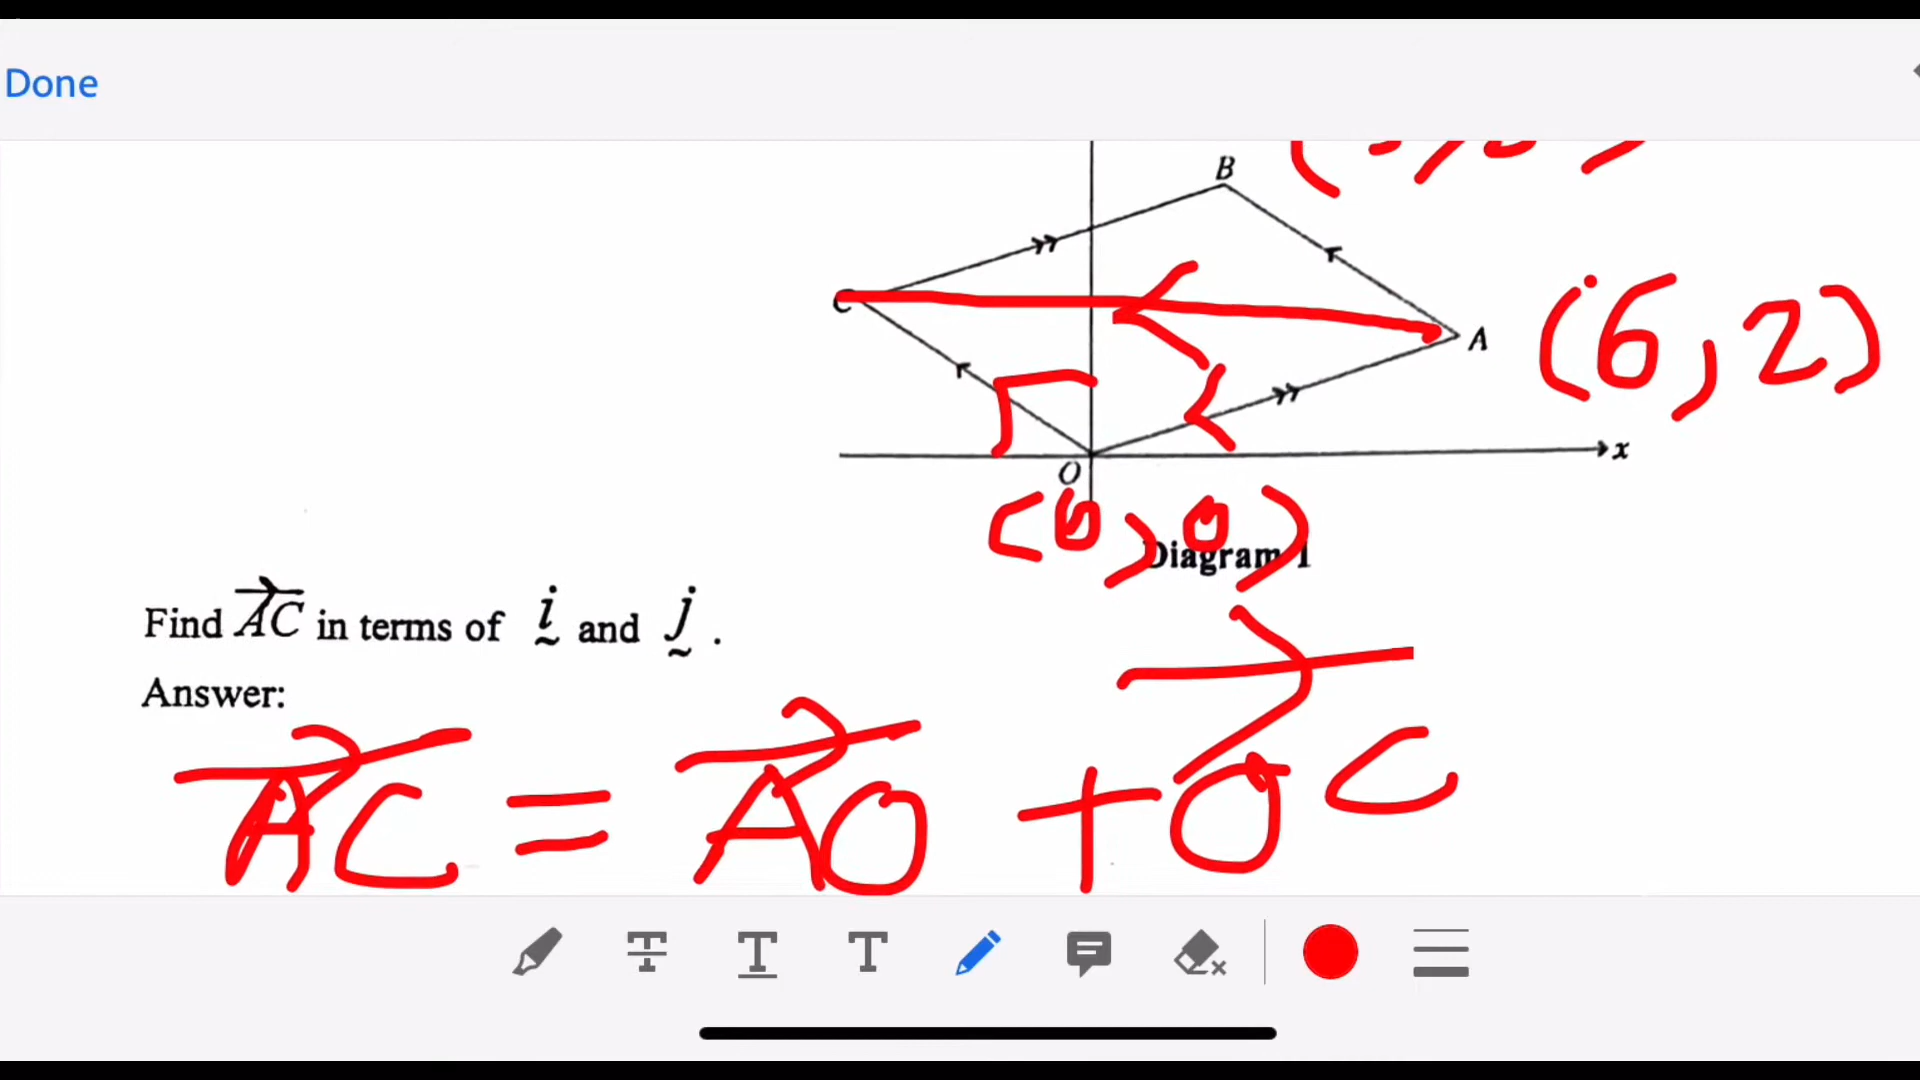 Done
B
C
A
(6,2)
x
O
(0,0)
Diagram 1
Find AC in terms of i and j .
Answer:
AC = AO + OC